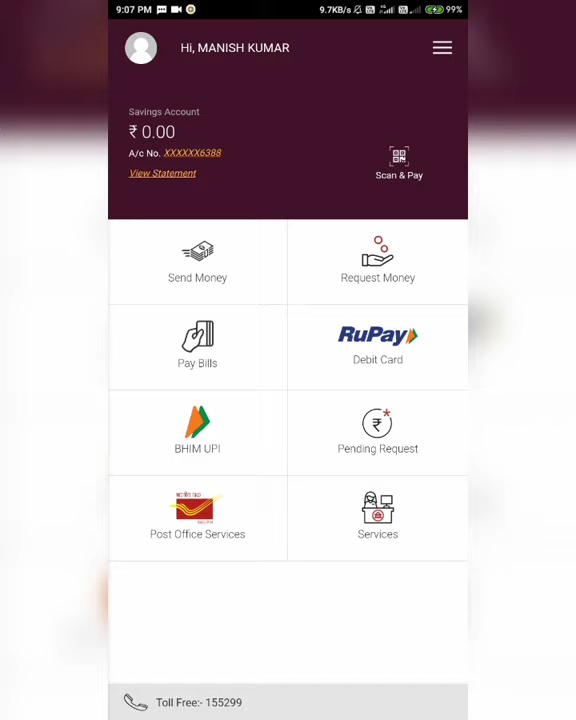 9:07 PM 9.7KB/s 99%
Hi, MANISH KUMAR
Savings Account
₹ 0.00
A/c No. XXXXXX6388
View Statement
Scan & Pay
Send Money
Request Money
Pay Bills
RuPay
Debit Card
BHIM UPI
₹
Pending Request
Post Office Services
Services
Toll Free:- 155299